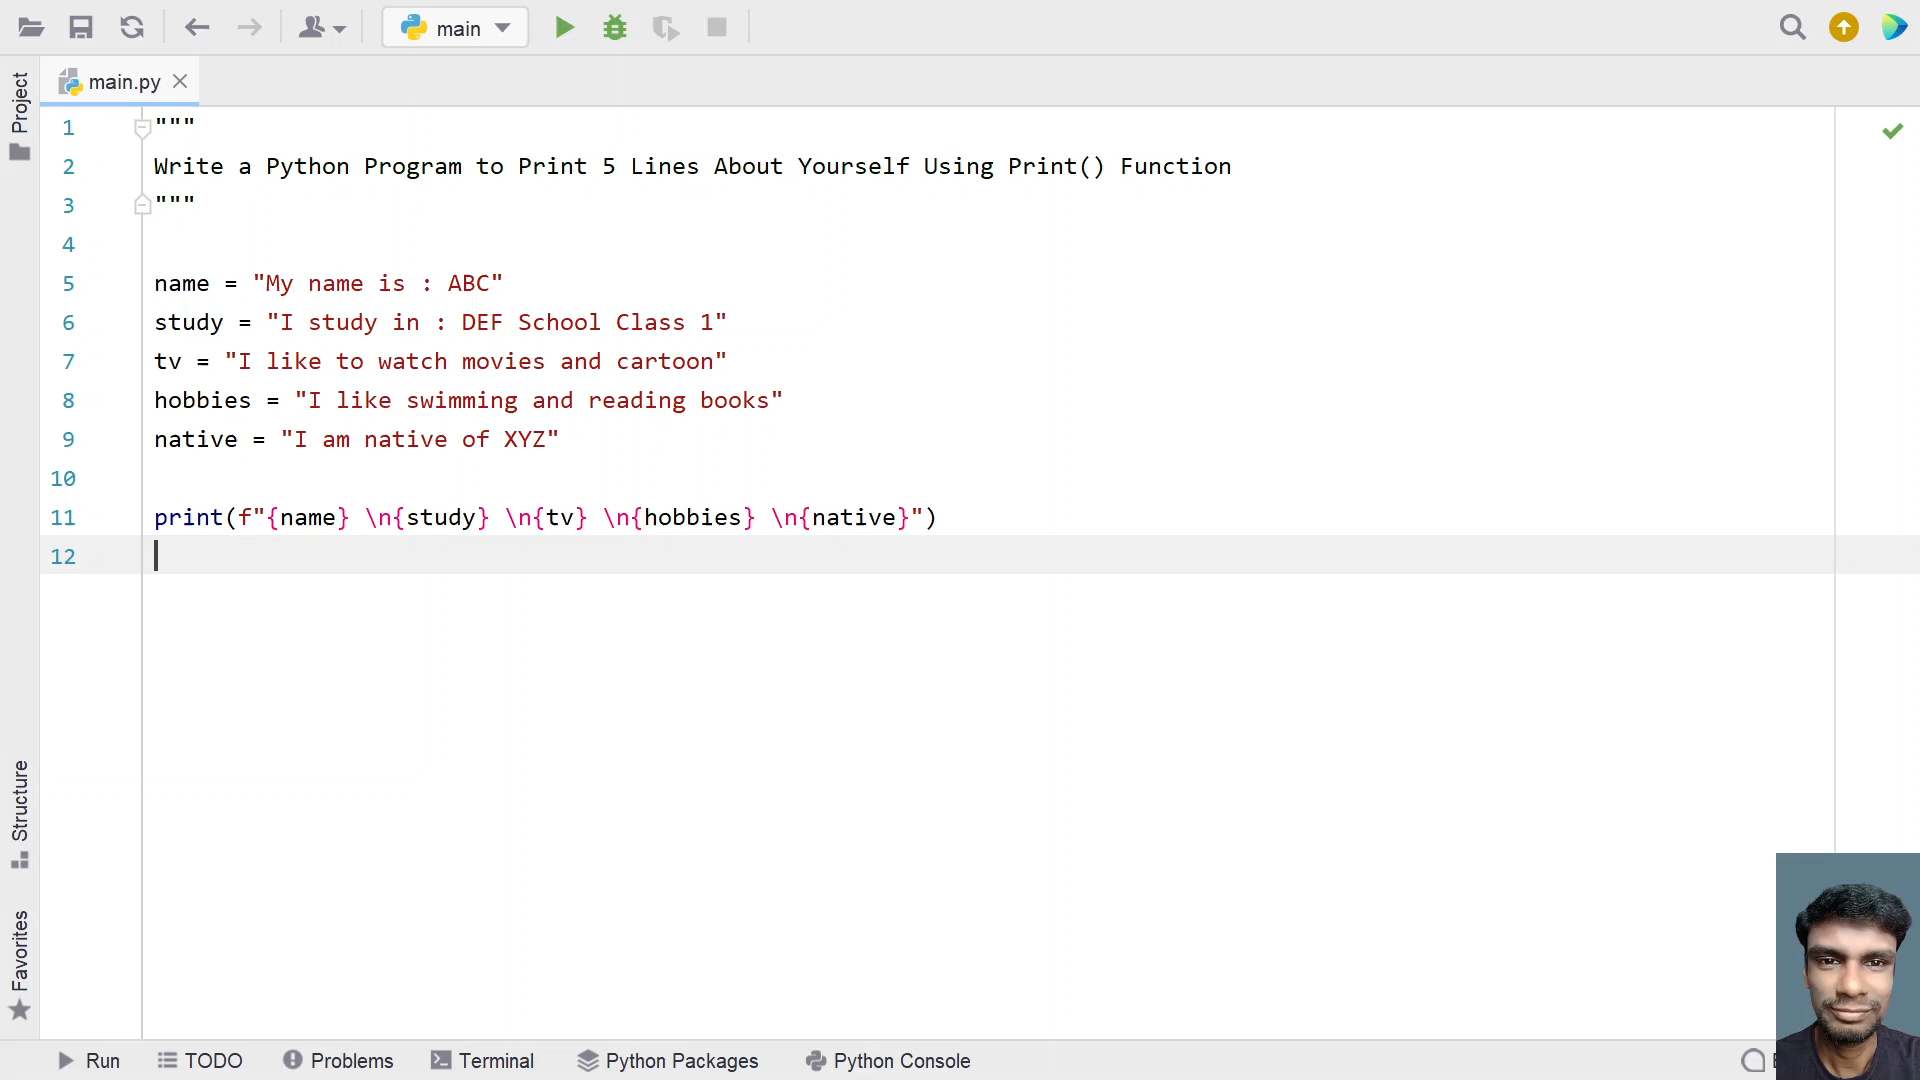 main
Project
main.py
1 """
2 Write a Python Program to Print 5 Lines About Yourself Using Print() Function
3 """
4
5 name = "My name is : ABC"
6 study = "I study in : DEF School Class 1"
7 tv = "I like to watch movies and cartoon"
8 hobbies = "I like swimming and reading books"
9 native = "I am native of XYZ"
10
11 print(f"{name} \n{study} \n{tv} \n{hobbies} \n{native}")
12
Structure
Favorites
Run TODO Problems Terminal Python Packages Python Console